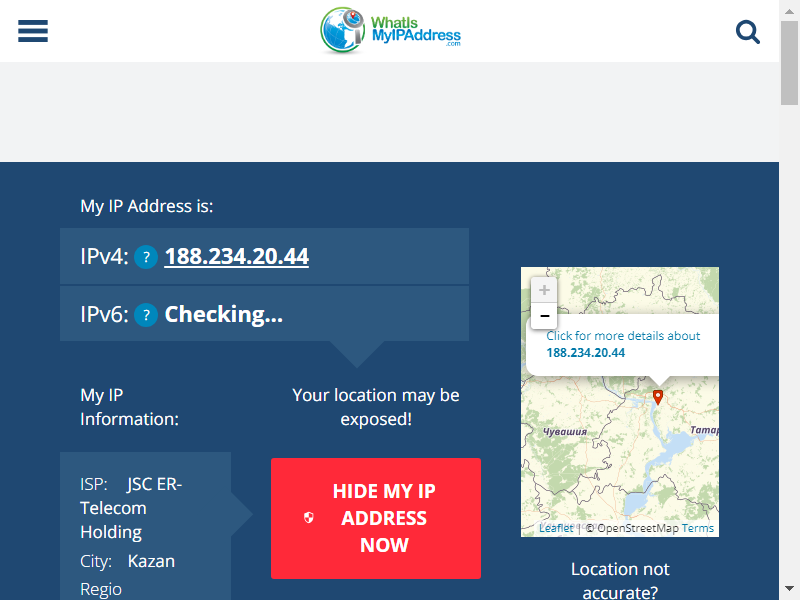 WhatIs
MyIPAddress
.com
My IP Address is:
IPv4: ? 188.234.20.44
IPv6: ? Checking...
My IP
Information:
ISP: JSC ER-
Telecom
Holding
City: Kazan
Regio
Your location may be
exposed!
HIDE MY IP
ADDRESS
NOW
+
−
Click for more details about
188.234.20.44
Чувашия
Татар
Leaflet | © OpenStreetMap Terms
Location not
accurate?